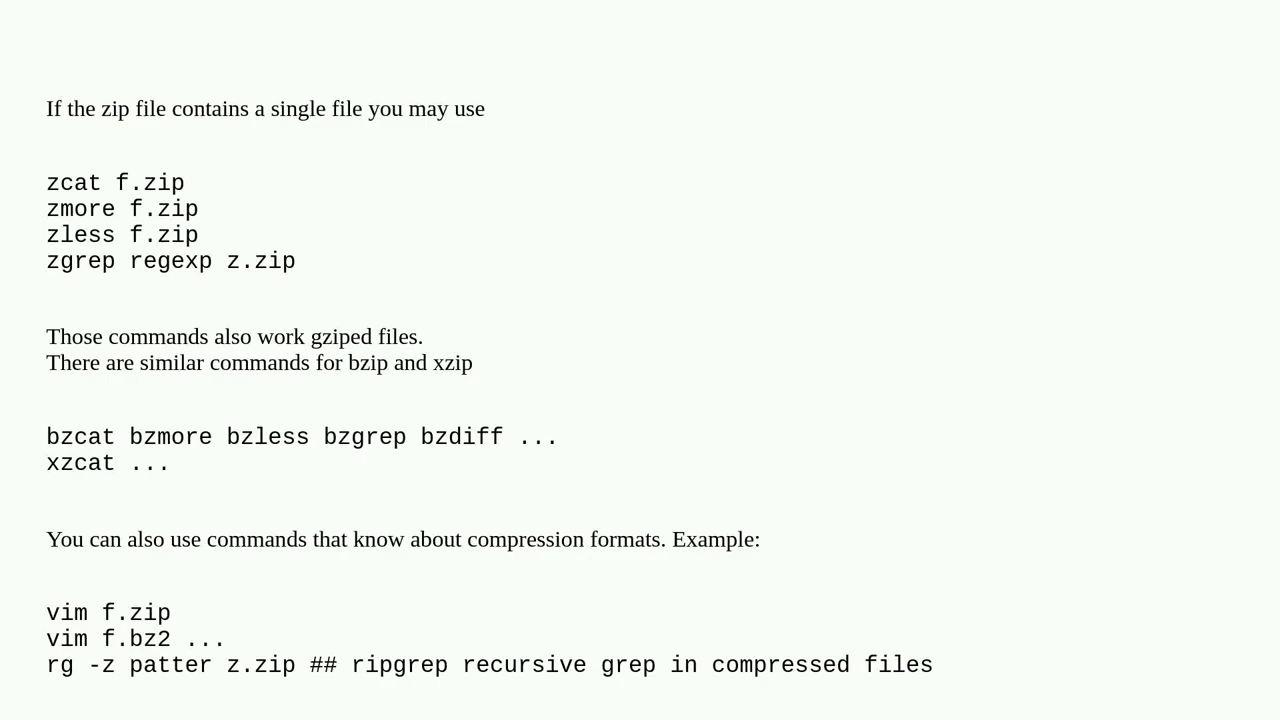 If the zip file contains a single file you may use
zcat f.zip
zmore f.zip
zless f.zip
zgrep regexp z.zip
Those commands also work gziped files.
There are similar commands for bzip and xzip
bzcat bzmore bzless bzgrep bzdiff ...
xzcat ...
You can also use commands that know about compression formats. Example:
vim f.zip
vim f.bz2 ...
rg -z patter z.zip ## ripgrep recursive grep in compressed files